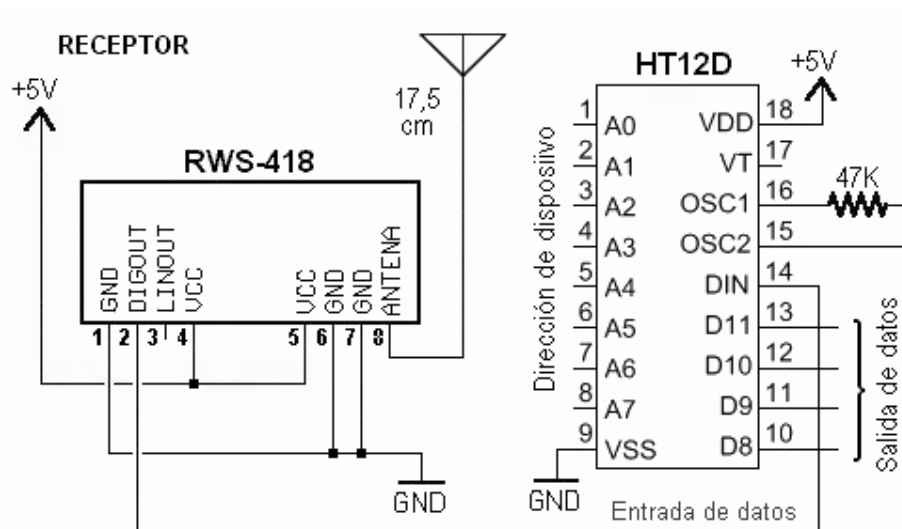 RECEPTOR
+5V
17,5
cm
RWS-418
GND
DIGOUT
LINOUT
VCC
VCC
GND
GND
ANTENA
1 2 3 4 5 6 7 8
GND
HT12D
+5V
Dirección de disposiivo
1 A0 VDD 18
2 A1 VT 17
3 A2 OSC1 16
47K
4 A3 OSC2 15
5 A4 DIN 14
6 A5 D11 13
7 A6 D10 12
8 A7 D9 11
9 VSS D8 10
Salida de datos
GND
Entrada de datos